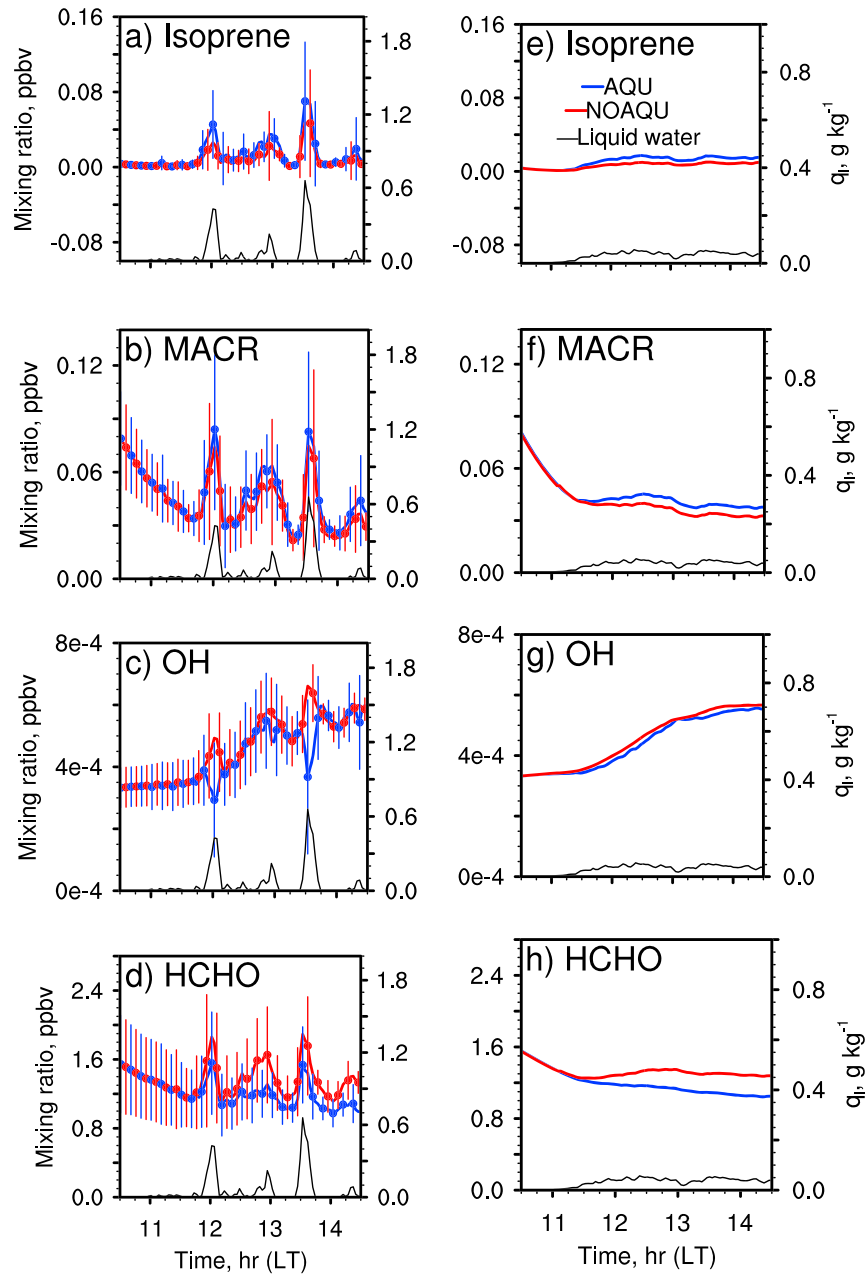 a) Isoprene
0.16
0.08
0.00
-0.08
Mixing ratio, ppbv
1.8
1.2
0.6
0.0
e) Isoprene
AQU
NOAQU
Liquid water
0.16
0.08
0.00
-0.08
0.8
0.4
0.0
qₗ, g kg⁻¹
b) MACR
0.12
0.06
0.00
Mixing ratio, ppbv
1.8
1.2
0.6
0.0
f) MACR
0.12
0.06
0.00
0.8
0.4
0.0
qₗ, g kg⁻¹
c) OH
8e-4
4e-4
0e-4
Mixing ratio, ppbv
1.8
1.2
0.6
0.0
g) OH
8e-4
4e-4
0e-4
0.8
0.4
0.0
qₗ, g kg⁻¹
d) HCHO
2.4
1.6
0.8
0.0
Mixing ratio, ppbv
1.8
1.2
0.6
0.0
11 12 13 14
Time, hr (LT)
h) HCHO
2.4
1.6
0.8
0.0
0.8
0.4
0.0
qₗ, g kg⁻¹
11 12 13 14
Time, hr (LT)